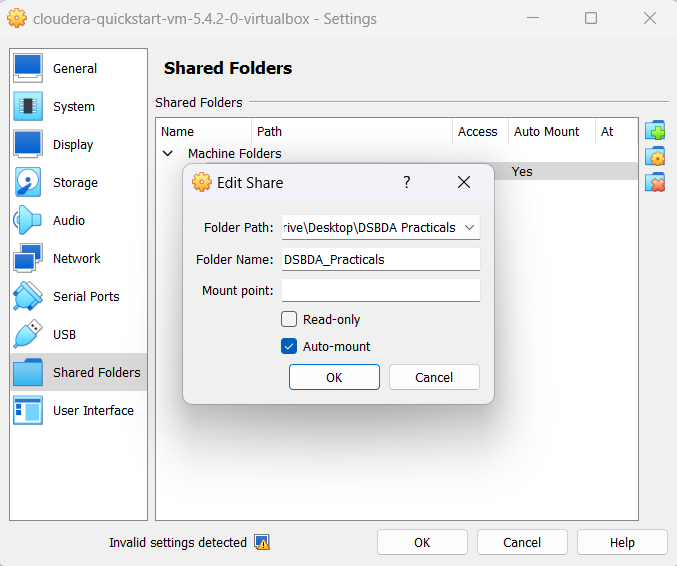 cloudera-quickstart-vm-5.4.2-0-virtualbox - Settings
General
System
Display
Storage
Audio
Network
Serial Ports
USB
Shared Folders
User Interface
Shared Folders
Shared Folders
Name Path Access Auto Mount At
Machine Folders
Yes
Edit Share ?
Folder Path: rive\Desktop\DSBDA Practicals
Folder Name: DSBDA_Practicals
Mount point:
Read-only
Auto-mount
OK Cancel
Invalid settings detected OK Cancel Help